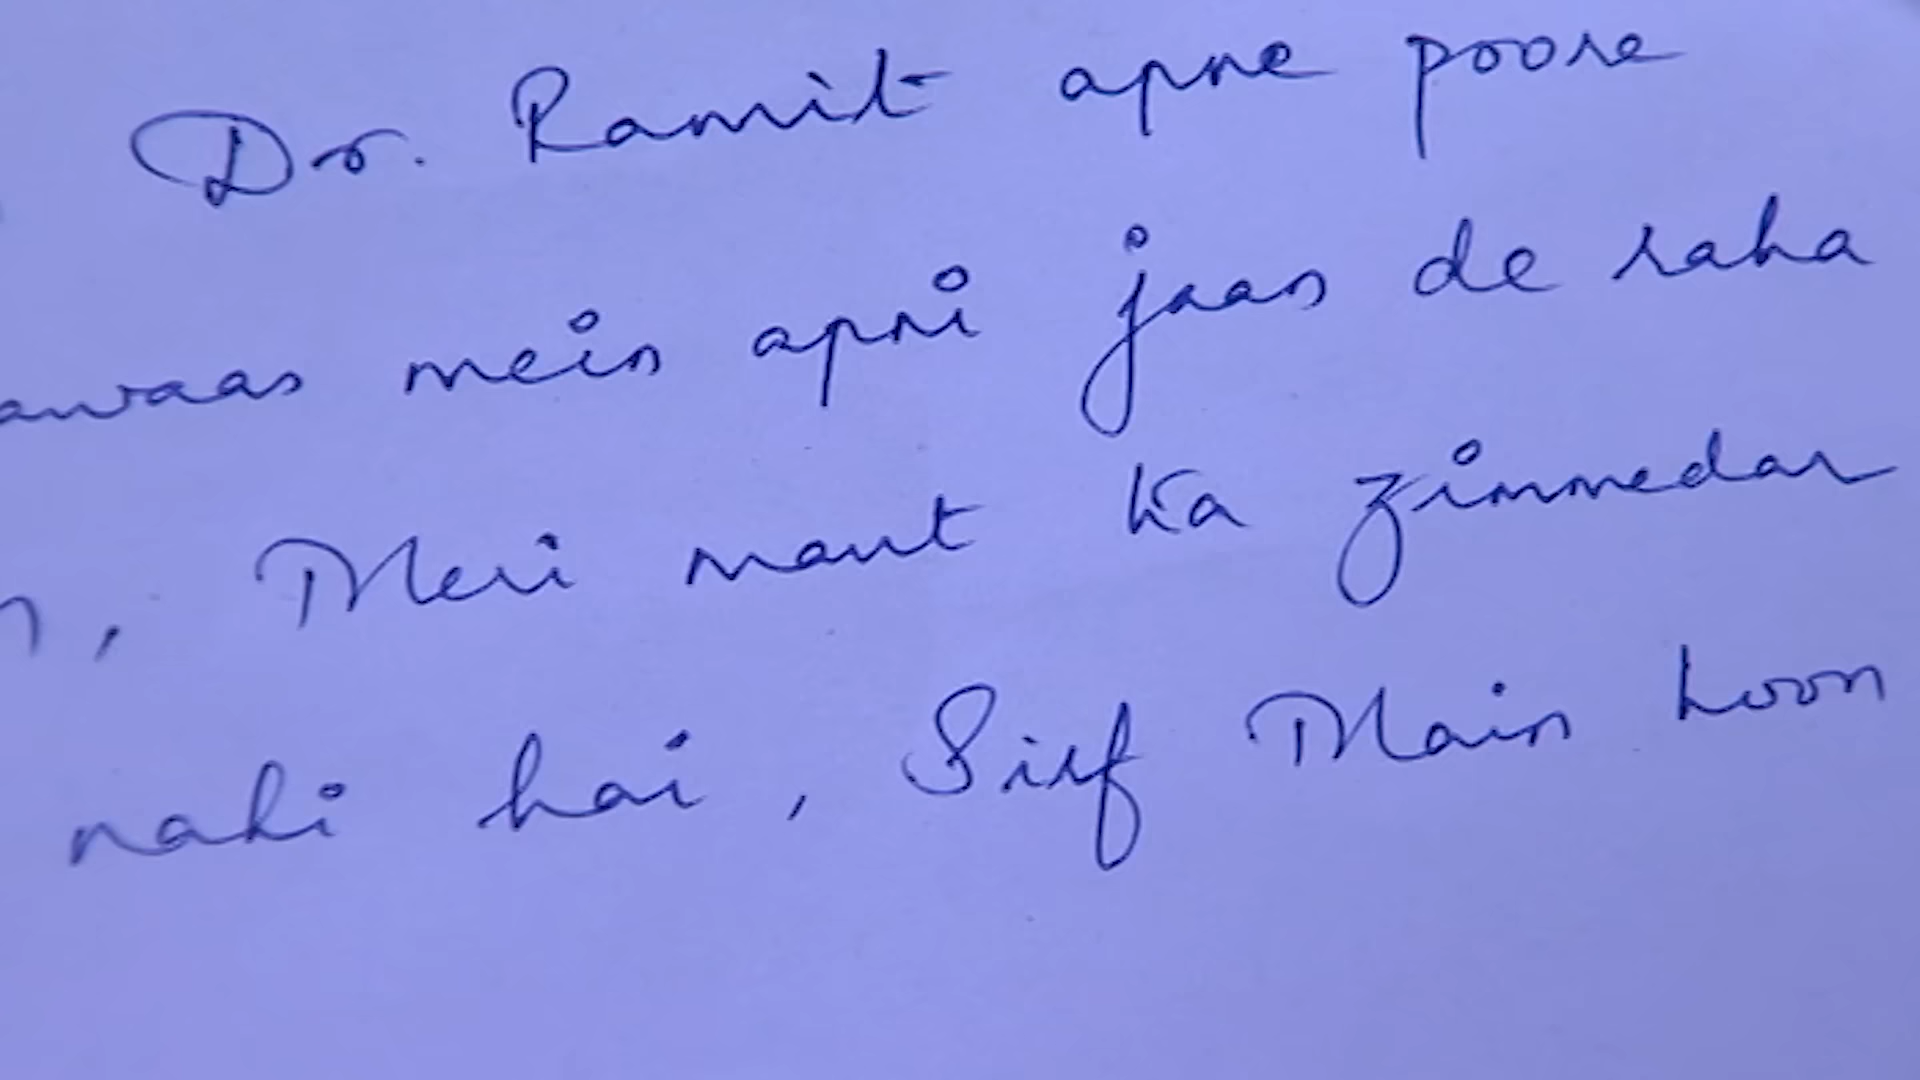 Dr. Ramit apne poore
awaas mein apni jaan de raha
, Meri maut ka zimmedar
nahi hai, Sirf Main hoon